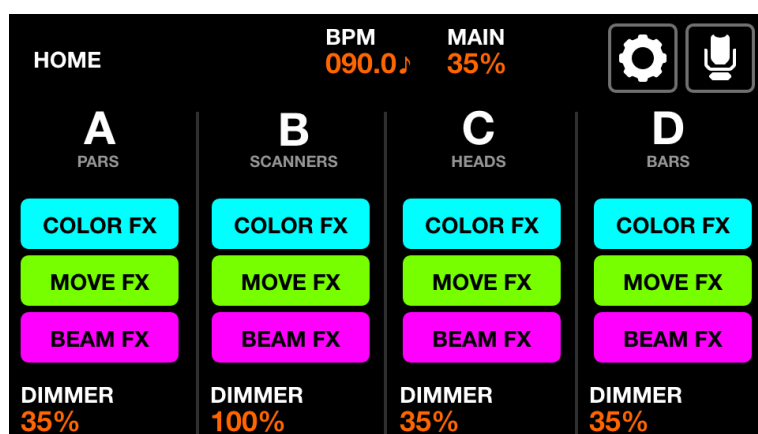 HOME
BPM
090.0♪
MAIN
35%
A
PARS
COLOR FX
MOVE FX
BEAM FX
DIMMER
35%
B
SCANNERS
COLOR FX
MOVE FX
BEAM FX
DIMMER
100%
C
HEADS
COLOR FX
MOVE FX
BEAM FX
DIMMER
35%
D
BARS
COLOR FX
MOVE FX
BEAM FX
DIMMER
35%